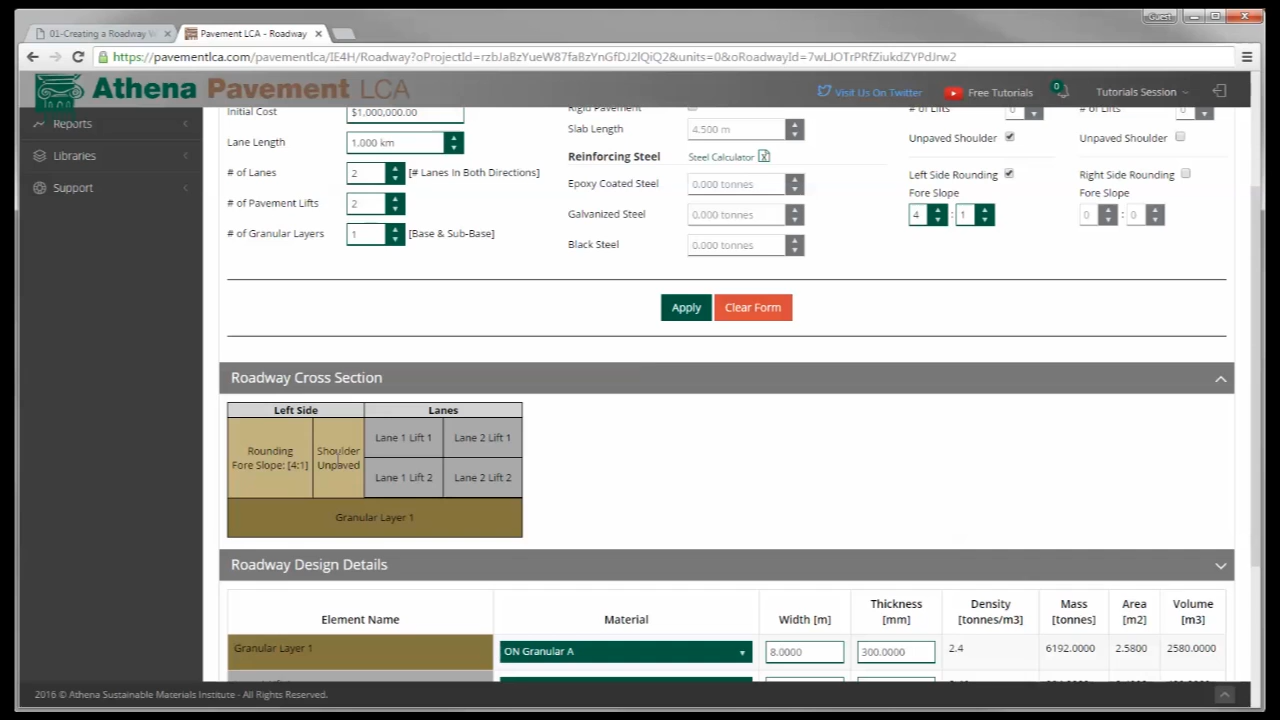 Guest
01-Creating a Roadway
Pavement LCA - Roadway
https://pavementlca.com/pavementlca/IE4H/Roadway?oProjectId=rzbJaBzYueW87faBzYnGfDJ2lQiQ2&units=0&oRoadwayId=7wLJOTrPRfZiukdZYPdJrw2
Athena Pavement LCA
Visit Us On Twitter
Free Tutorials
0
Tutorials Session
Reports
Libraries
Support
Initial Cost
$1,000,000.00
Lane Length
1.000 km
# of Lanes
2
[# Lanes In Both Directions]
# of Pavement Lifts
2
# of Granular Layers
1
[Base & Sub-Base]
Rigid Pavement
Slab Length
4.500 m
Reinforcing Steel
Steel Calculator
Epoxy Coated Steel
0.000 tonnes
Galvanized Steel
0.000 tonnes
Black Steel
0.000 tonnes
# of Lifts
0
Unpaved Shoulder
Left Side Rounding
Fore Slope
4 : 1
# of Lifts
0
Unpaved Shoulder
Right Side Rounding
Fore Slope
0 : 0
Apply
Clear Form
Roadway Cross Section
Left Side
Lanes
Rounding
Fore Slope: [4:1]
Shoulder
Unpaved
Lane 1 Lift 1
Lane 2 Lift 1
Lane 1 Lift 2
Lane 2 Lift 2
Granular Layer 1
Roadway Design Details
Element Name
Material
Width [m]
Thickness
[mm]
Density
[tonnes/m3]
Mass
[tonnes]
Area
[m2]
Volume
[m3]
Granular Layer 1
ON Granular A
8.0000
300.0000
2.4
6192.0000
2.5800
2580.0000
2016 © Athena Sustainable Materials Institute - All Rights Reserved.